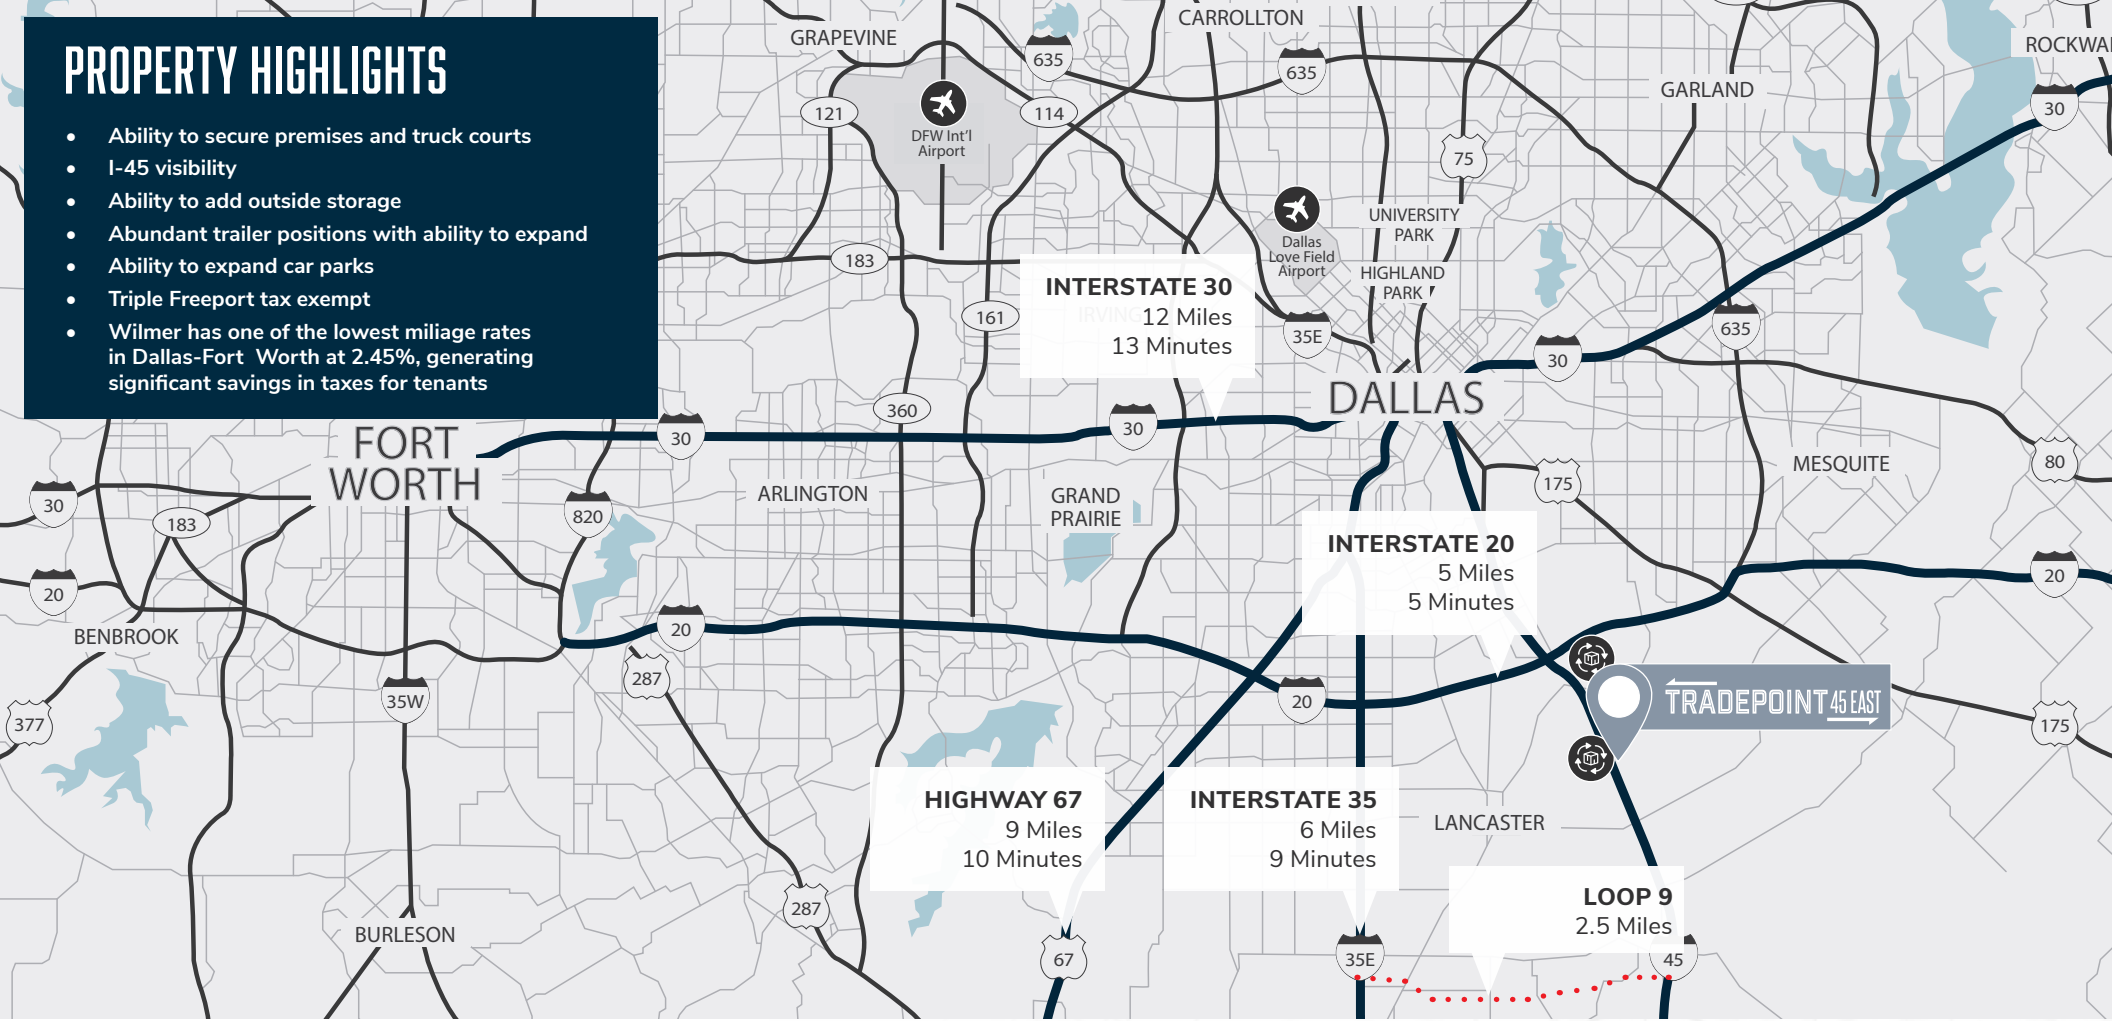 PROPERTY HIGHLIGHTS
• Ability to secure premises and truck courts
• I-45 visibility
• Ability to add outside storage
• Abundant trailer positions with ability to expand
• Ability to expand car parks
• Triple Freeport tax exempt
• Wilmer has one of the lowest miliage rates
in Dallas-Fort Worth at 2.45%, generating
significant savings in taxes for tenants
GRAPEVINE
CARROLLTON
ROCKWA
635
635
GARLAND
30
121
DFW Int'l
Airport
114
75
183
Dallas
Love Field
Airport
UNIVERSITY
PARK
HIGHLAND
PARK
161
IRVING
INTERSTATE 30
12 Miles
13 Minutes
35E
635
30
DALLAS
360
30
30
FORT
WORTH
30
183
820
ARLINGTON
GRAND
PRAIRIE
175
MESQUITE
80
INTERSTATE 20
5 Miles
5 Minutes
20
20
BENBROOK
20
287
35W
377
20
TRADEPOINT 45 EAST
175
HIGHWAY 67
9 Miles
10 Minutes
INTERSTATE 35
6 Miles
9 Minutes
LANCASTER
287
BURLESON
LOOP 9
2.5 Miles
67
35E
45